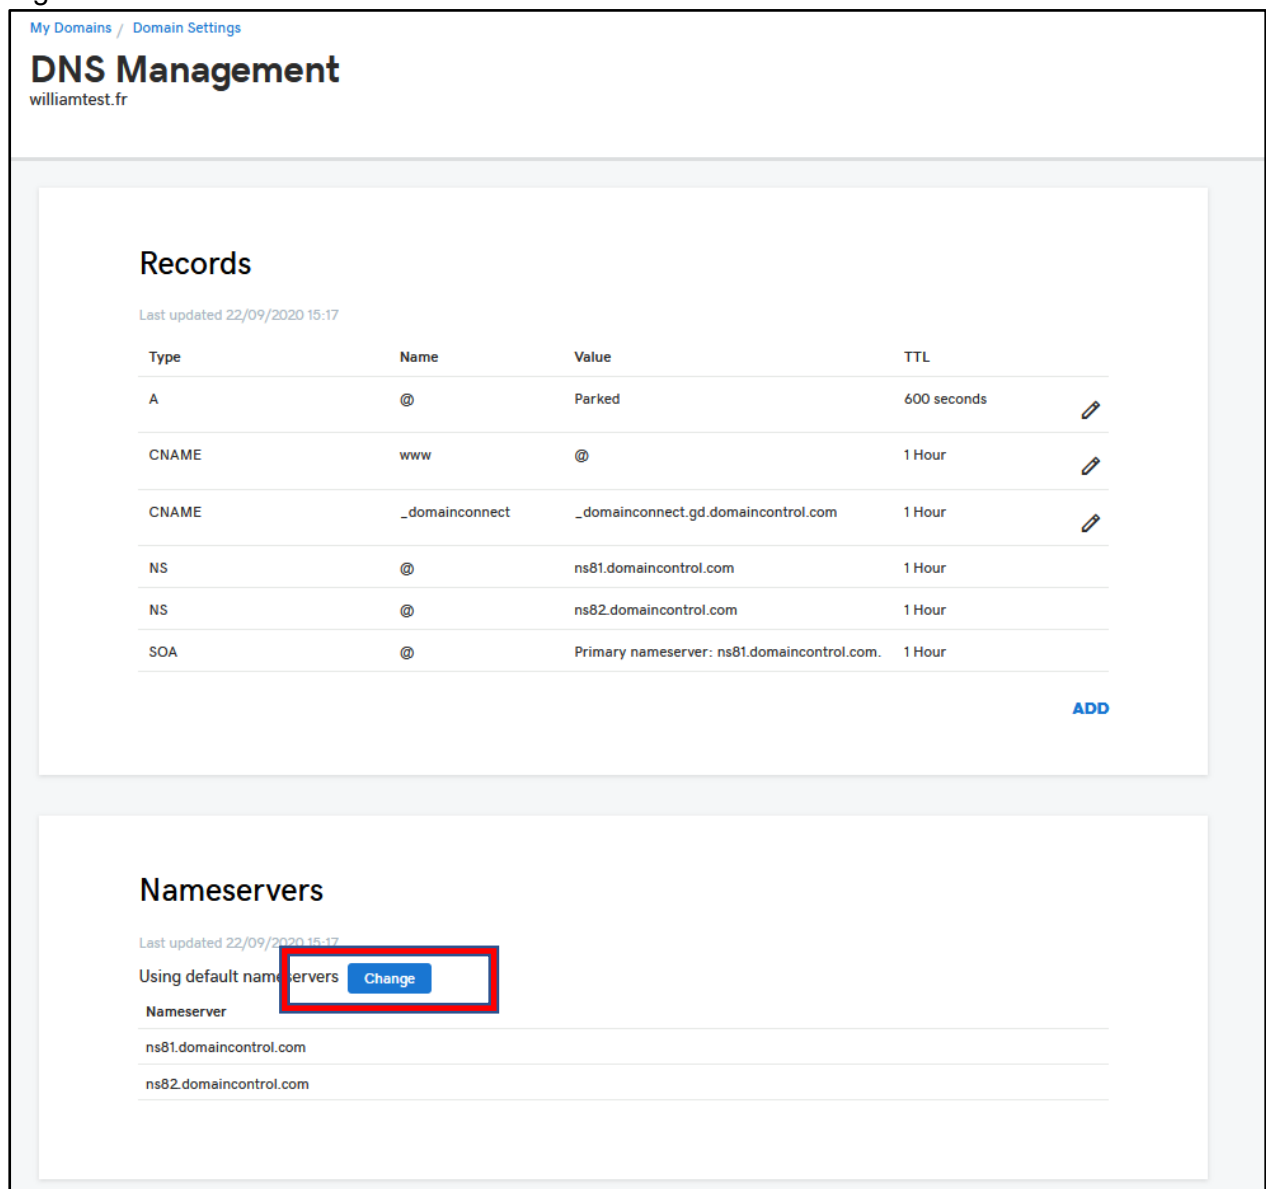 My Domains / Domain Settings
DNS Management
williamtest.fr
Records
Last updated 22/09/2020 15:17
Type Name Value TTL
A @ Parked 600 seconds
CNAME www @ 1 Hour
CNAME _domainconnect _domainconnect.gd.domaincontrol.com 1 Hour
NS @ ns81.domaincontrol.com 1 Hour
NS @ ns82.domaincontrol.com 1 Hour
SOA @ Primary nameserver: ns81.domaincontrol.com. 1 Hour
ADD
Nameservers
Last updated 22/09/2020 15:17
Using default nameservers Change
Nameserver
ns81.domaincontrol.com
ns82.domaincontrol.com